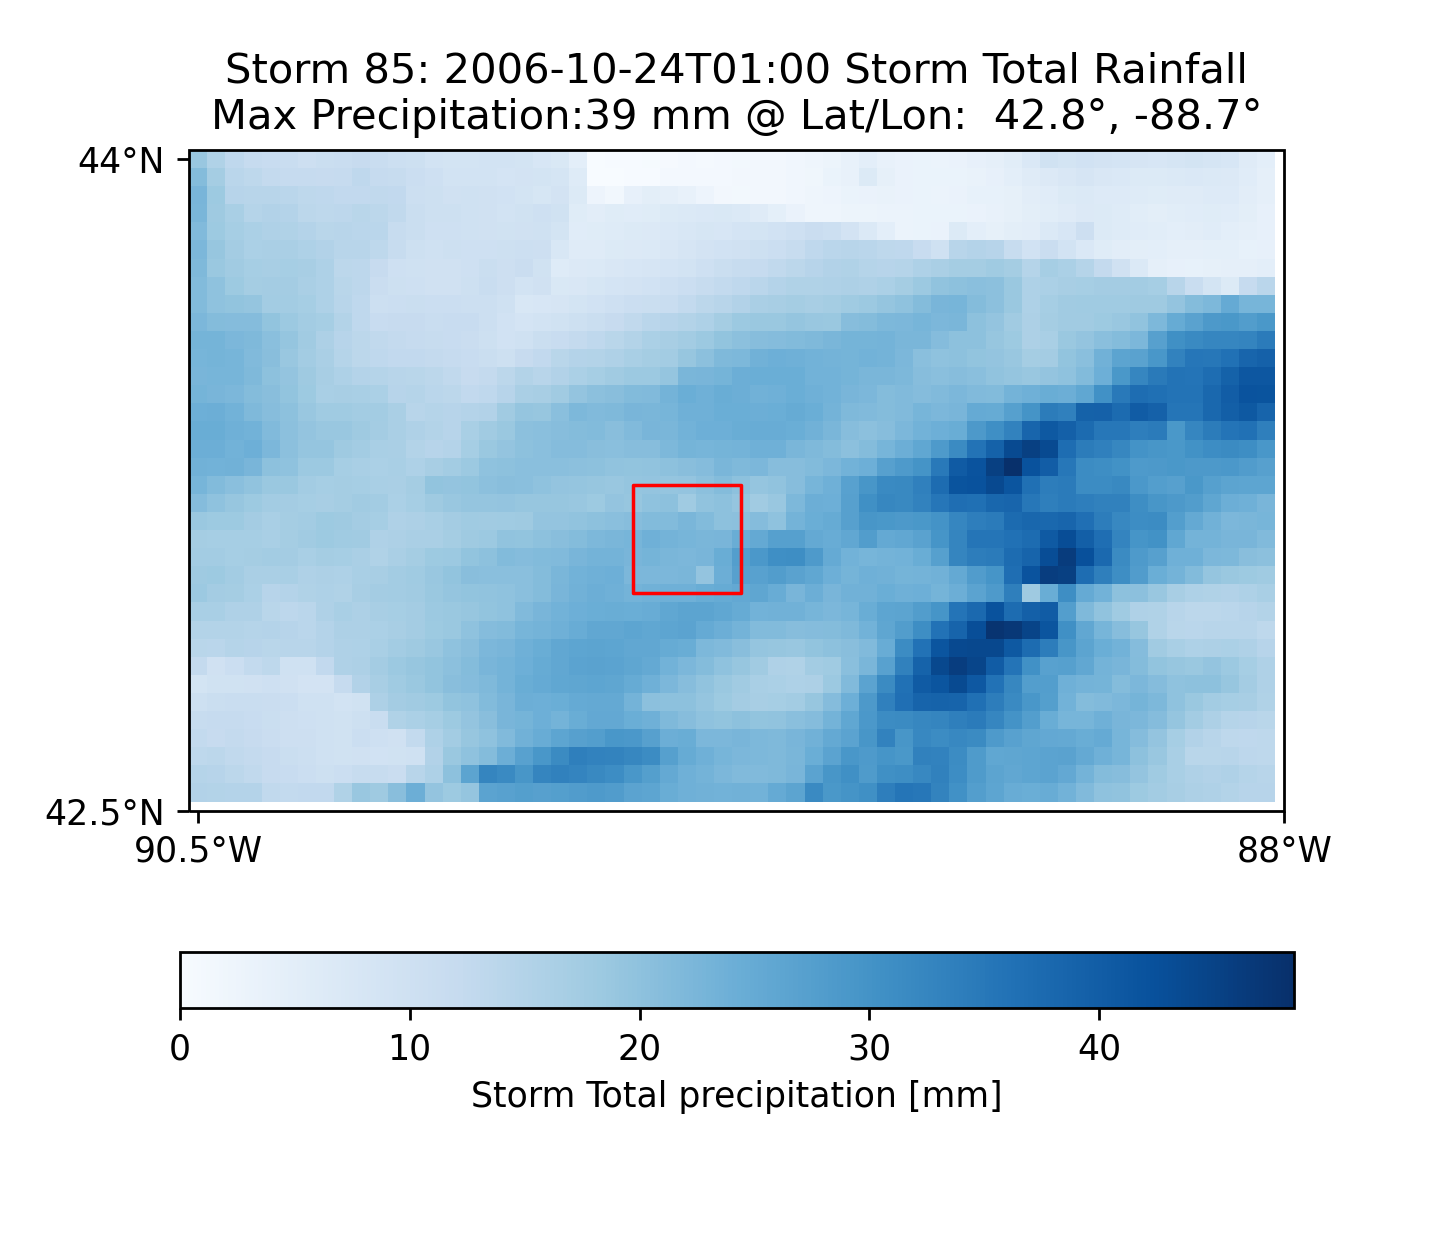 Storm 85: 2006-10-24T01:00 Storm Total Rainfall
Max Precipitation:39 mm @ Lat/Lon:  42.8°, -88.7°
44°N
42.5°N
90.5°W 88°W
0 10 20 30 40
Storm Total precipitation [mm]